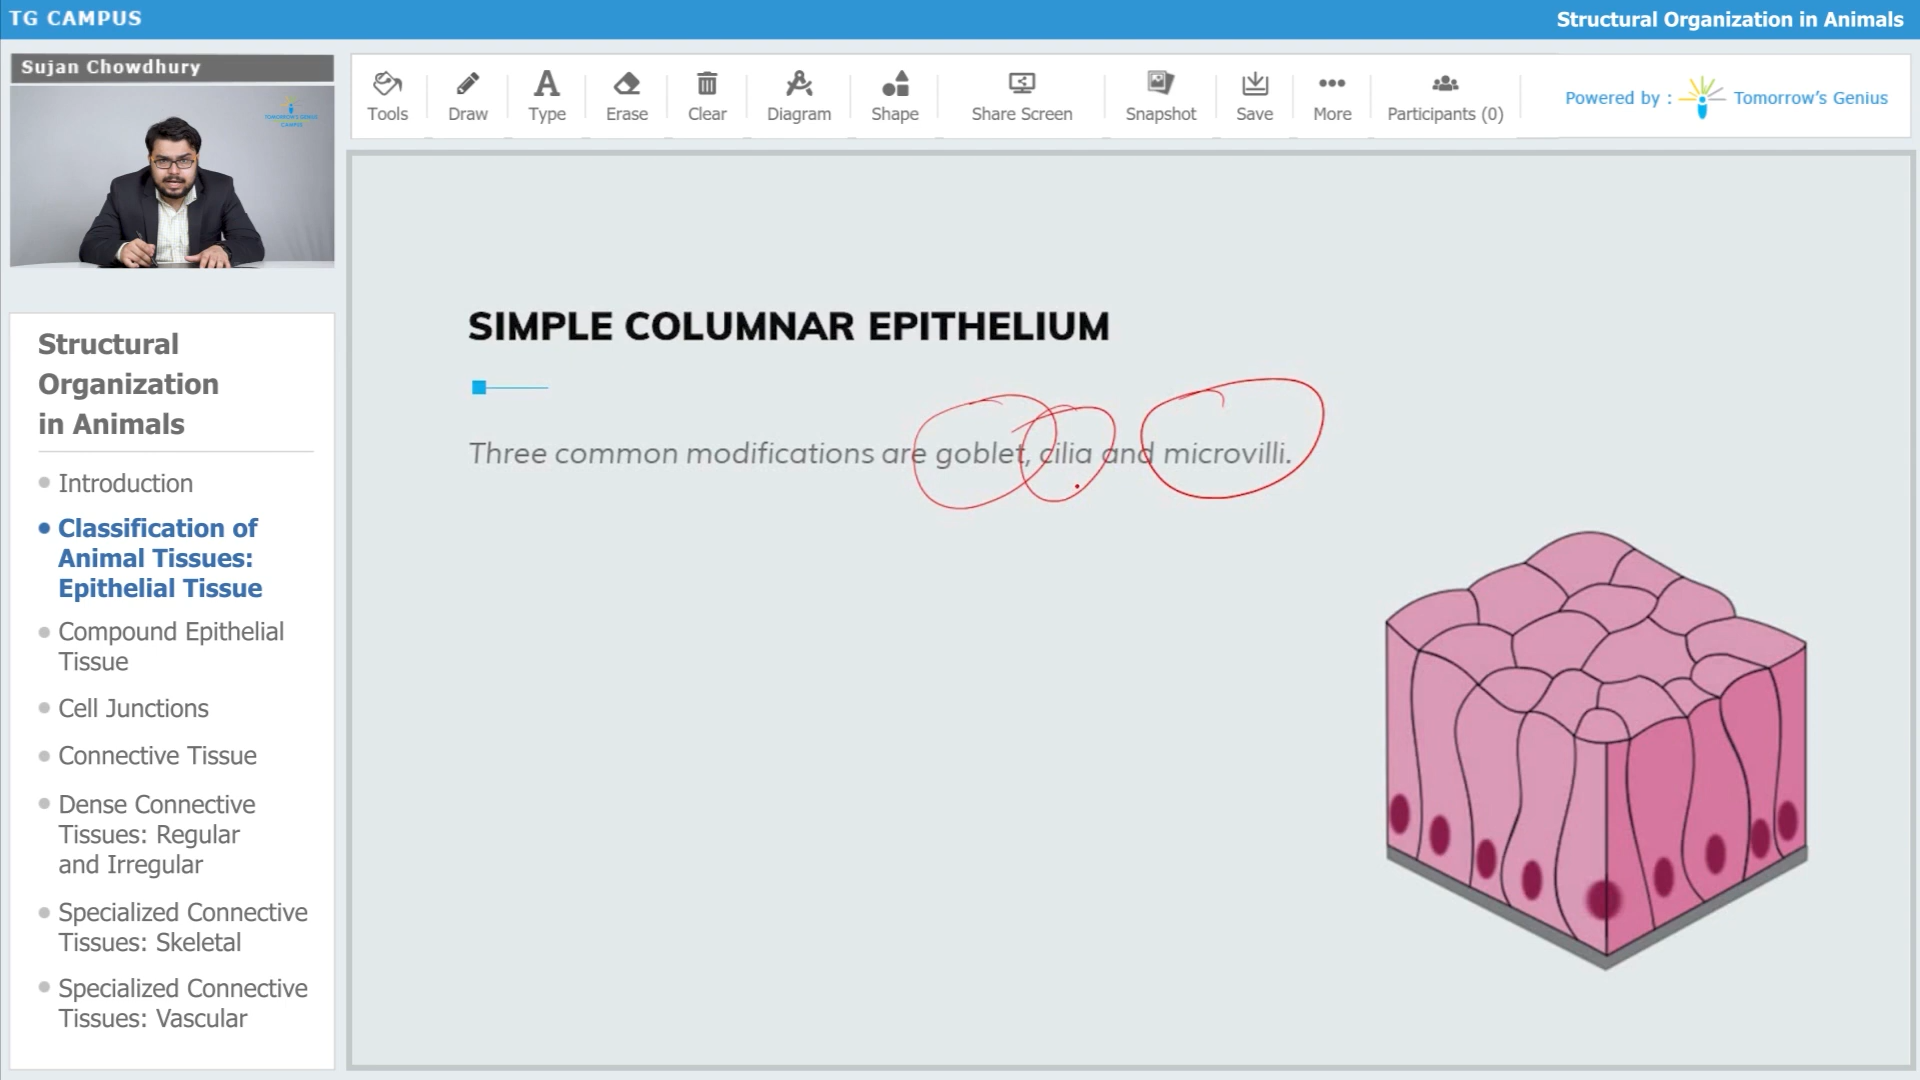 TG CAMPUS
Structural Organization in Animals
Sujan Chowdhury
TOMORROW'S GENIUS
CAMPUS
Tools
Draw
Type
Erase
Clear
Diagram
Shape
Share Screen
Snapshot
Save
More
Participants (0)
Powered by : Tomorrow's Genius
Structural
Organization
in Animals
Introduction
Classification of
Animal Tissues:
Epithelial Tissue
Compound Epithelial
Tissue
Cell Junctions
Connective Tissue
Dense Connective
Tissues: Regular
and Irregular
Specialized Connective
Tissues: Skeletal
Specialized Connective
Tissues: Vascular
SIMPLE COLUMNAR EPITHELIUM
Three common modifications are goblet, cilia and microvilli.